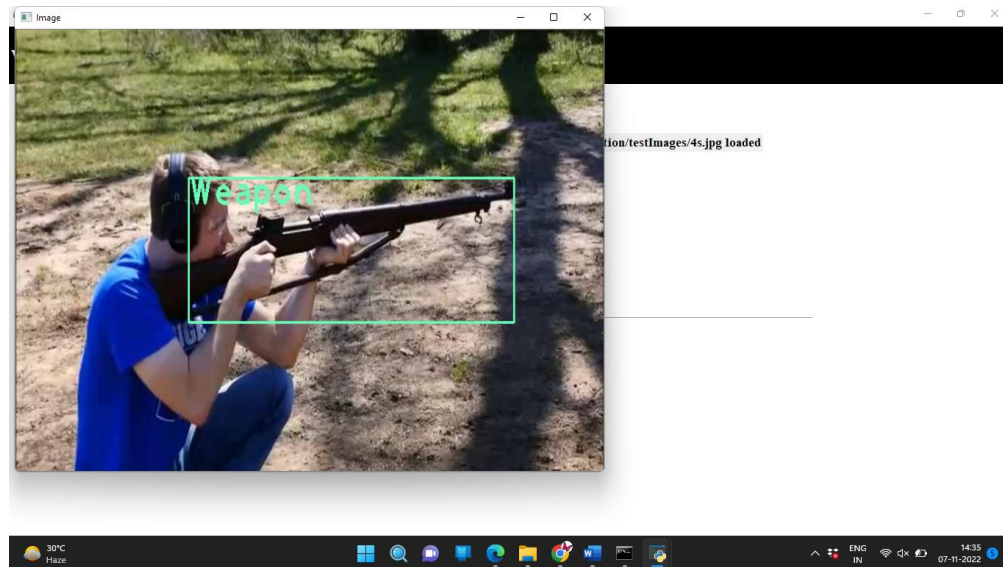 Image
tion/testImages/4s.jpg loaded
Weapon
30°C
Haze
ENG
IN
14:35
07-11-2022